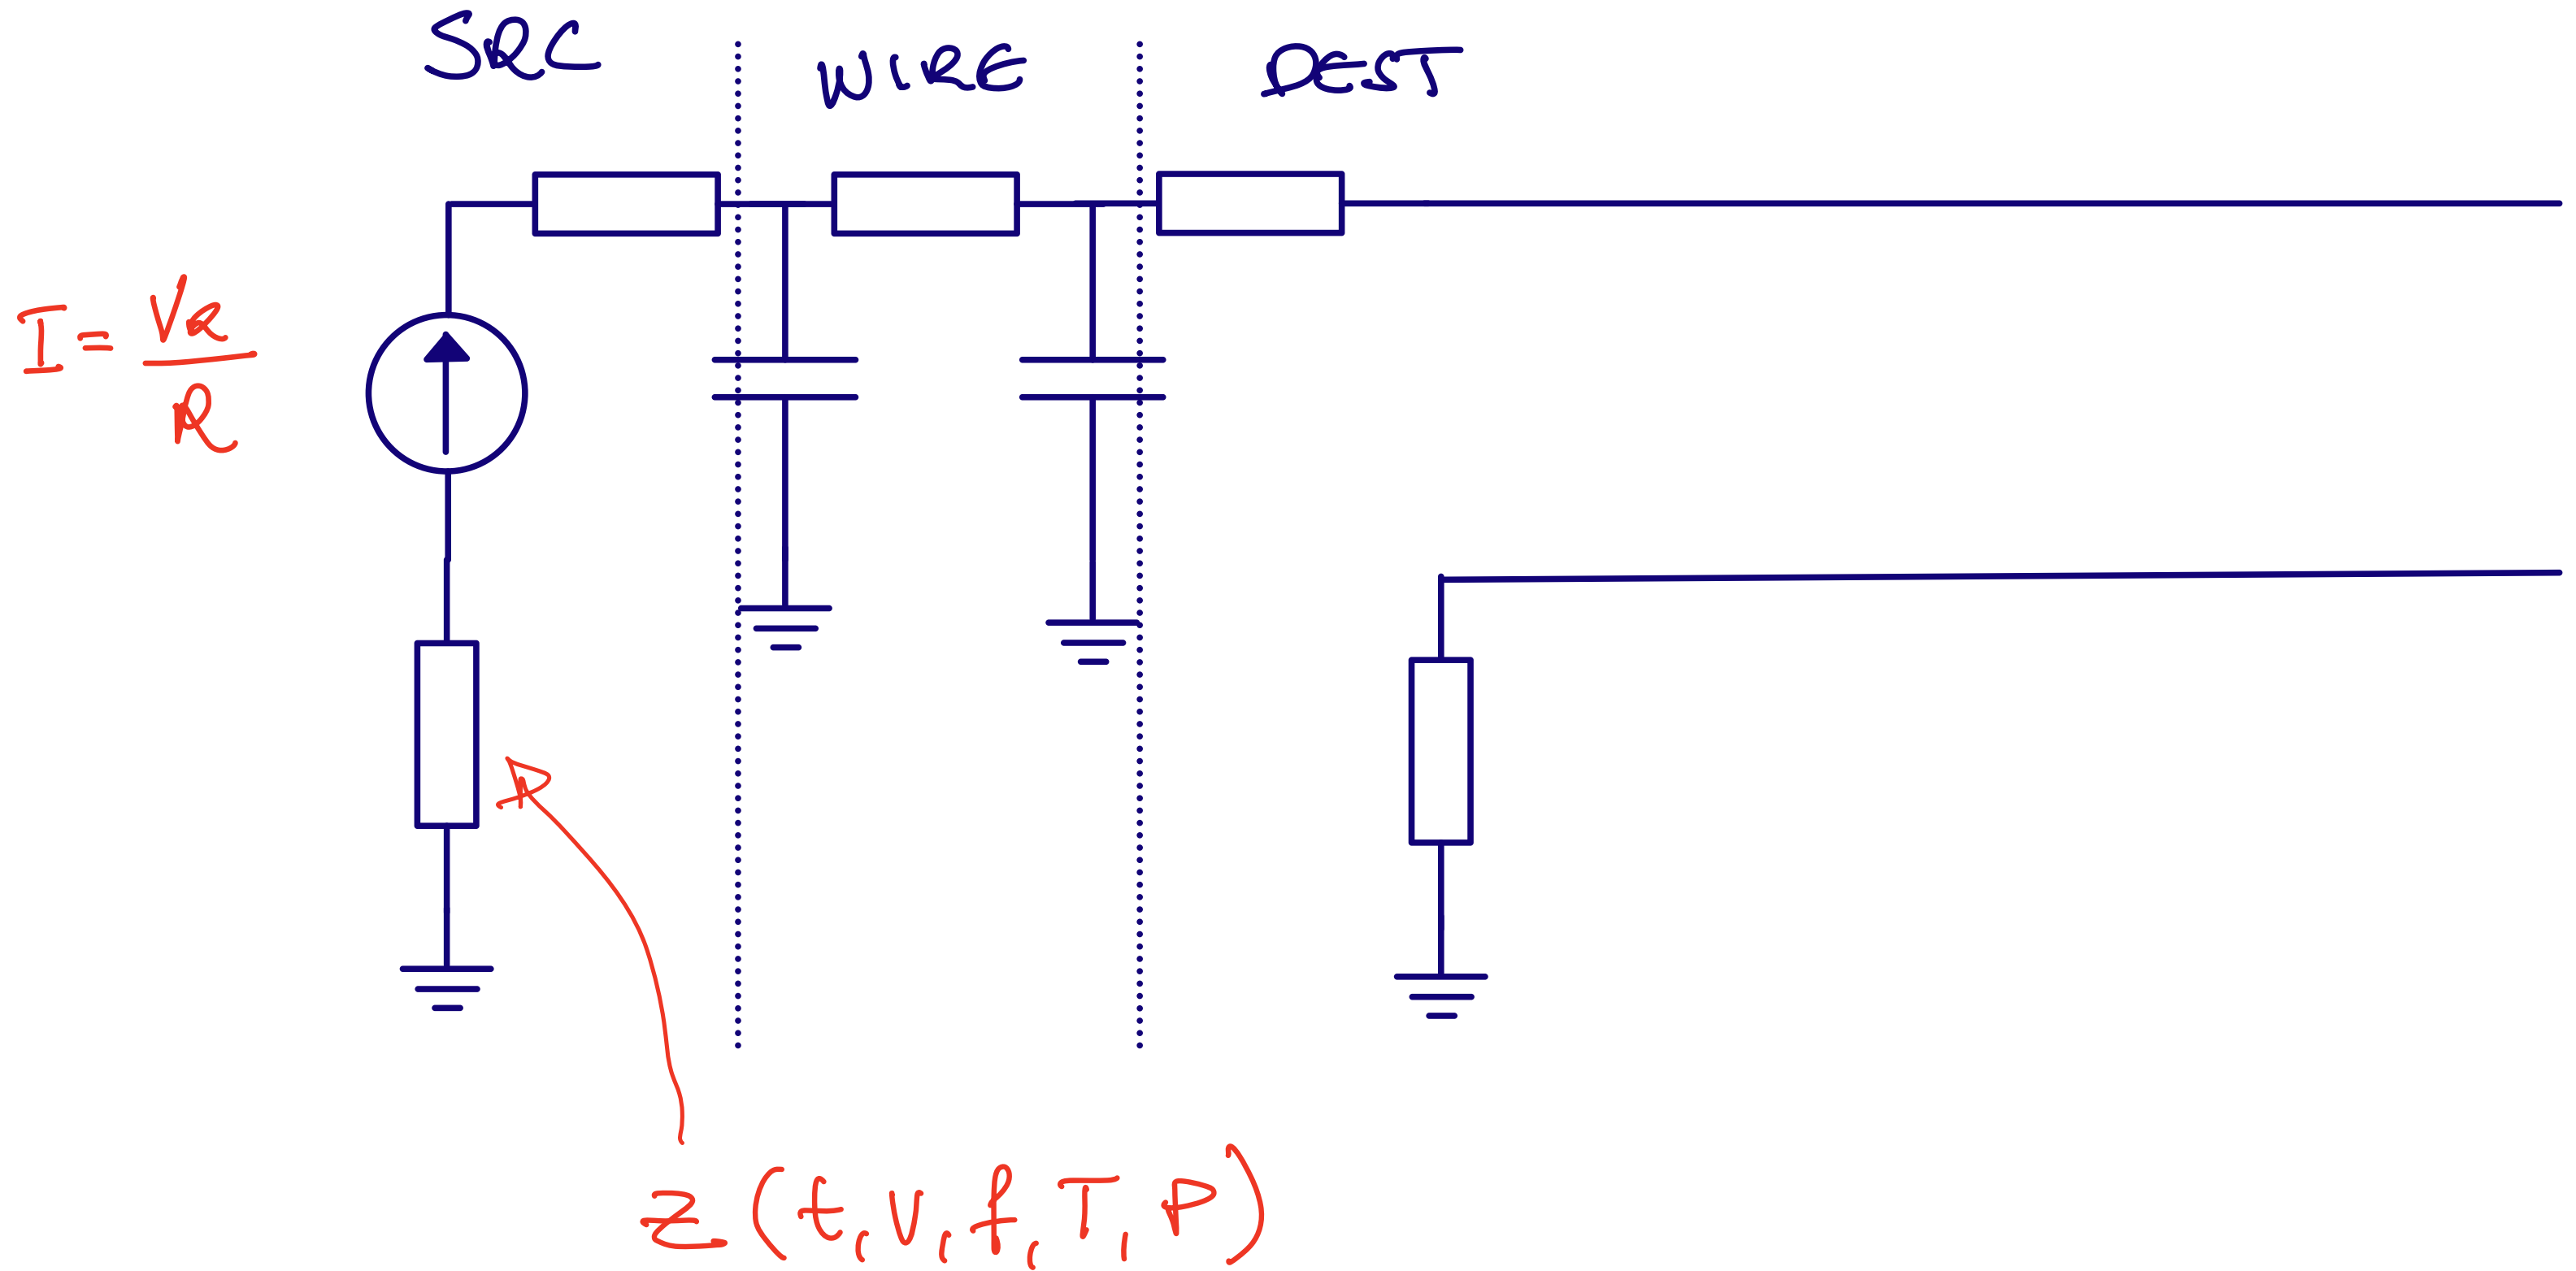 SRC WIRE DEST
I = VR / R
Z (t, V, f, T, P)